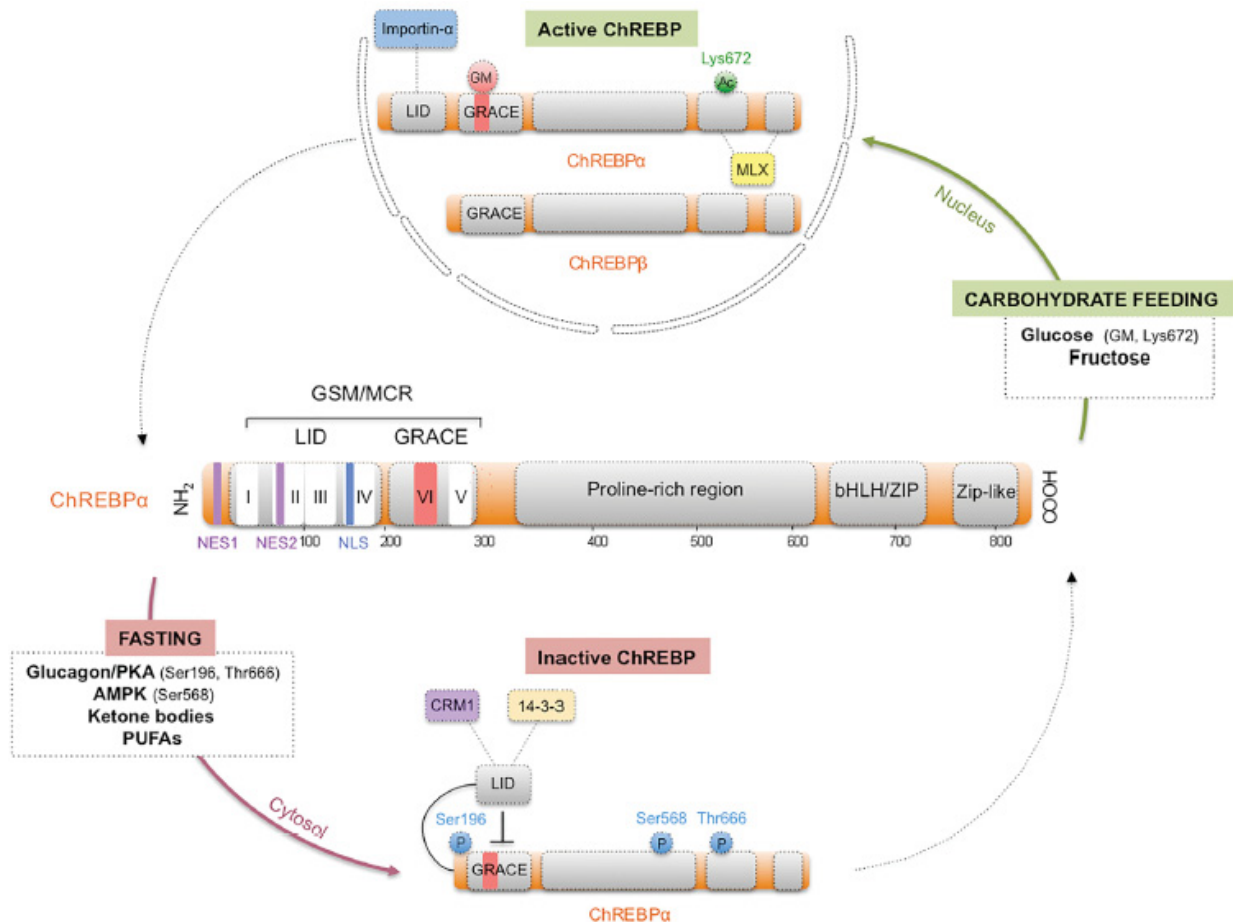 Importin-α
Active ChREBP
Lys672
GM
Ac
LID
GRACE
ChREBPα
MLX
GRACE
ChREBPβ
Nucleus
CARBOHYDRATE FEEDING
Glucose (GM, Lys672)
Fructose
GSM/MCR
LID
GRACE
ChREBPα
NH2
I
II
III
IV
VI
V
Proline-rich region
bHLH/ZIP
Zip-like
COOH
NES1
NES2
100
NLS
200
300
400
500
600
700
800
FASTING
Glucagon/PKA (Ser196, Thr666)
AMPK (Ser568)
Ketone bodies
PUFAs
Cytosol
Inactive ChREBP
CRM1
14-3-3
LID
Ser196
Ser568
Thr666
P
P
P
GRACE
ChREBPα